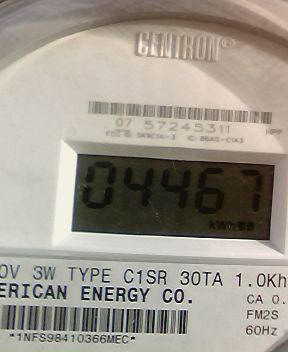 CENTRON®
07 57245311
04467
kWh
0V 3W TYPE C1SR 30TA 1.0Kh
ERICAN ENERGY CO.
CA 0.
FM2S
*1NFS98410366MEC*
60Hz